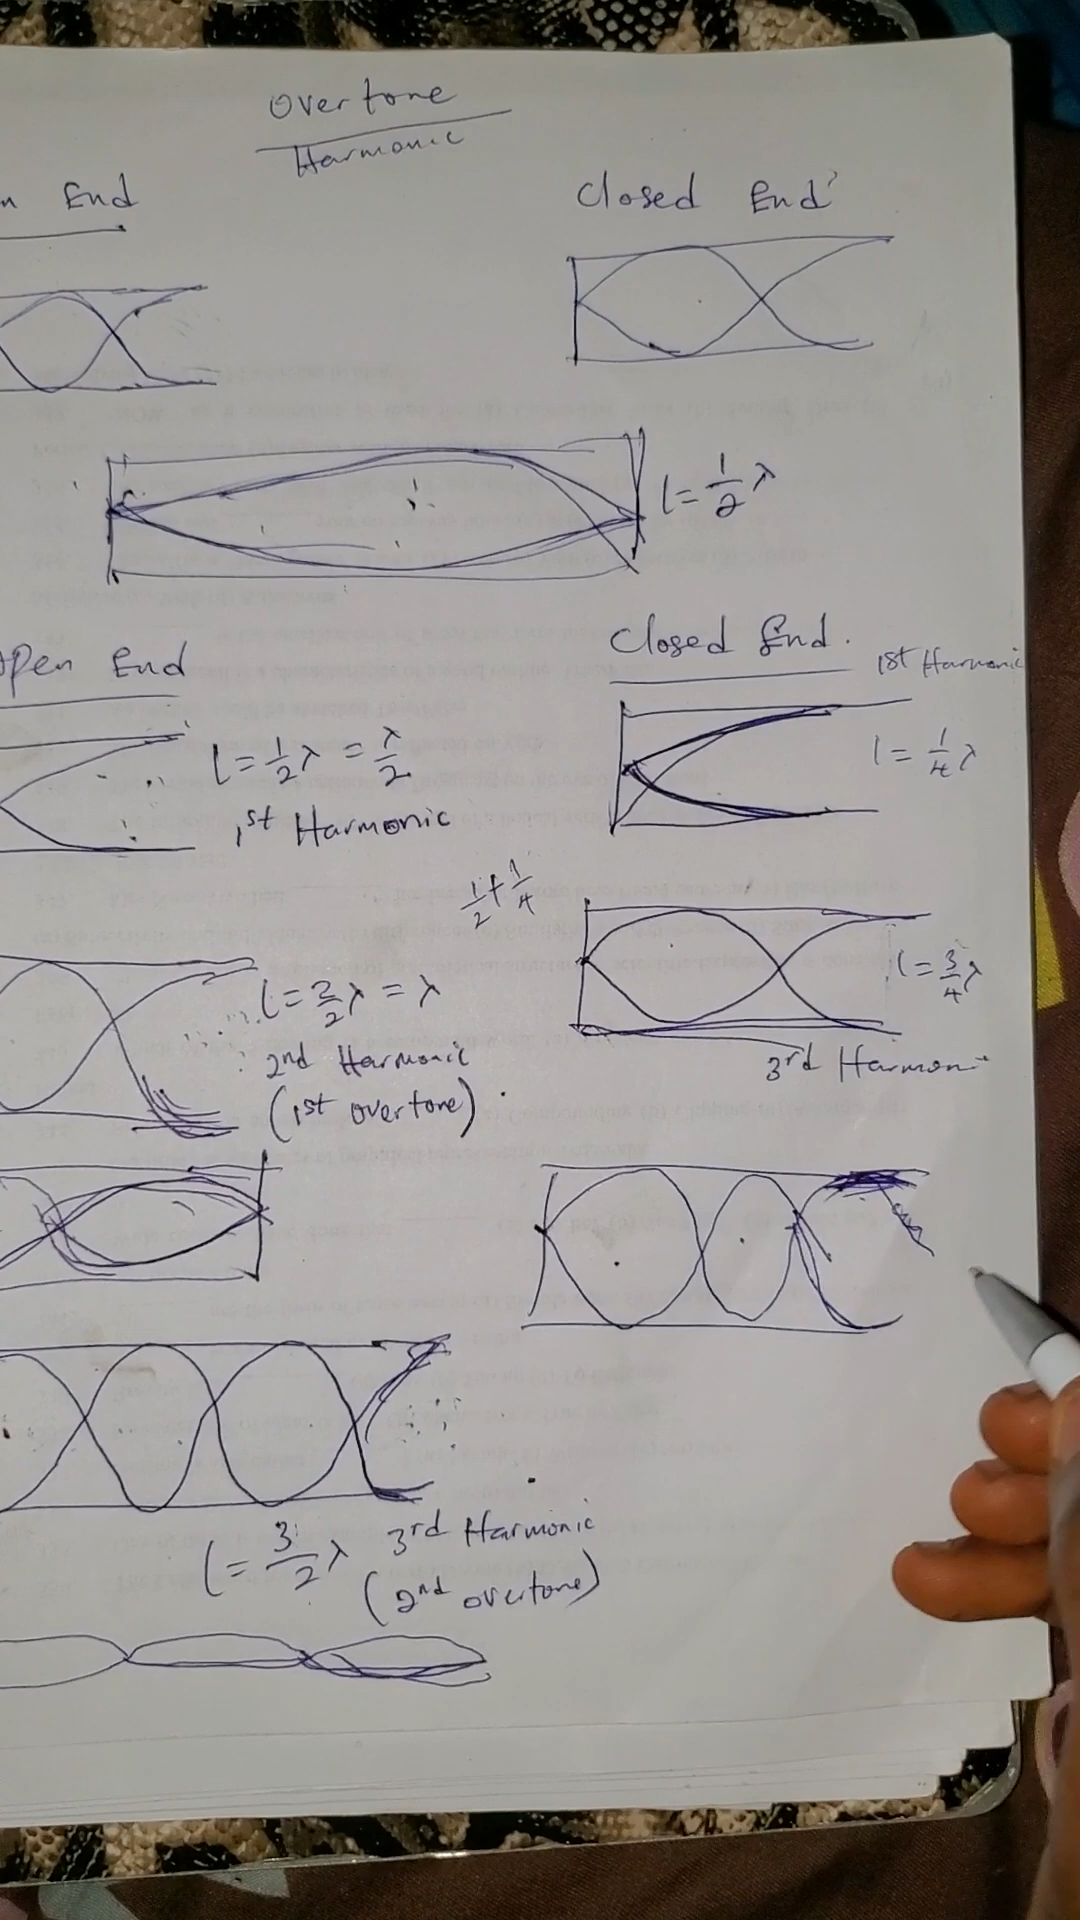 Overtone
Harmonic
n End
Closed End
l = 1/2 λ
Open End
l = 1/2 λ = λ/2
1st Harmonic
Closed End.
1st Harmonic
l = 1/4 λ
1/2 + 1/4
l = 3/4 λ
3rd Harmoni
l = 2/2 λ = λ
2nd Harmonic
(1st overtone)
l = 3/2 λ 3rd Harmonic
(2nd overtone)